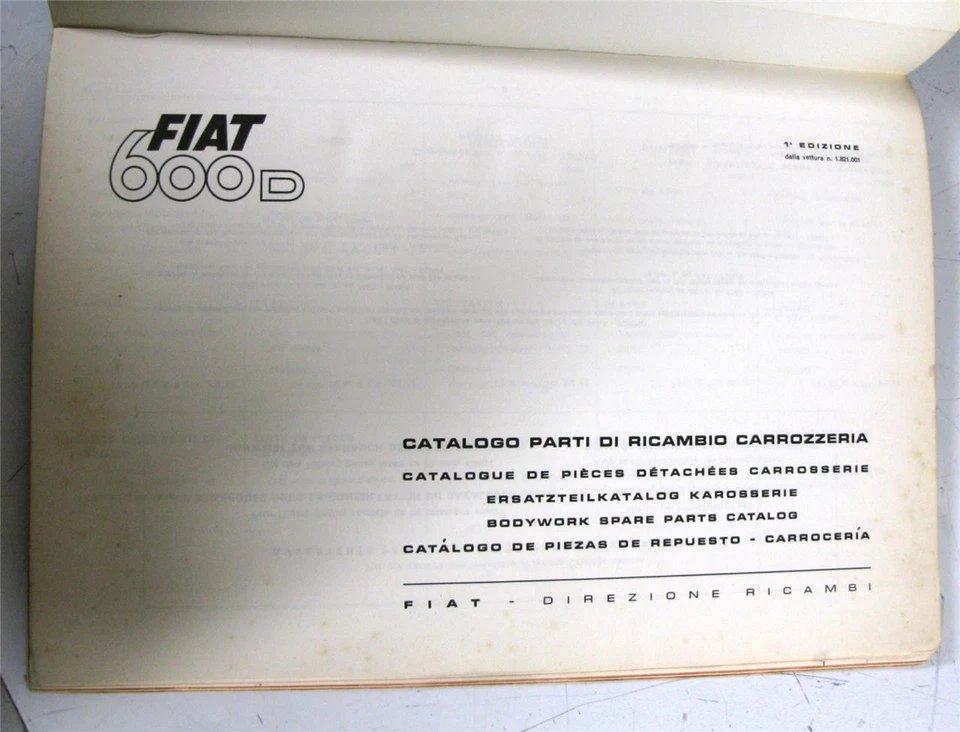 FIAT
600D
1ª EDIZIONE
dalla vettura n. 1.821.001
CATALOGO PARTI DI RICAMBIO CARROZZERIA
CATALOGUE DE PIÈCES DÉTACHÉES CARROSSERIE
ERSATZTEILKATALOG KAROSSERIE
BODYWORK SPARE PARTS CATALOG
CATÁLOGO DE PIEZAS DE REPUESTO - CARROCERÍA
FIAT - DIREZIONE RICAMBI